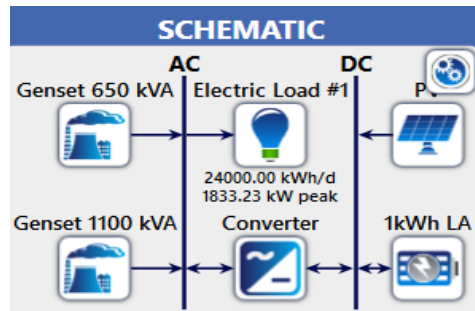 SCHEMATIC
AC DC
Genset 650 kVA Electric Load #1 P
24000.00 kWh/d
1833.23 kW peak
Genset 1100 kVA Converter 1kWh LA